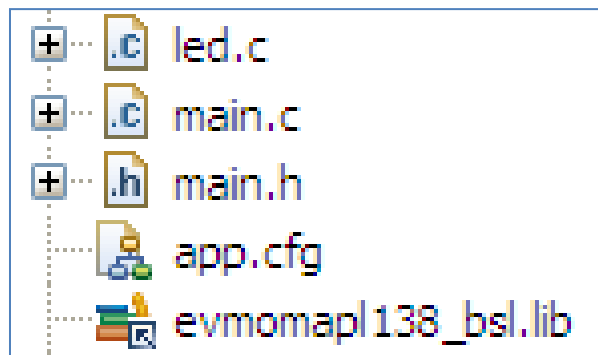 .c led.c
.c main.c
.h main.h
app.cfg
evmomapl138_bsl.lib